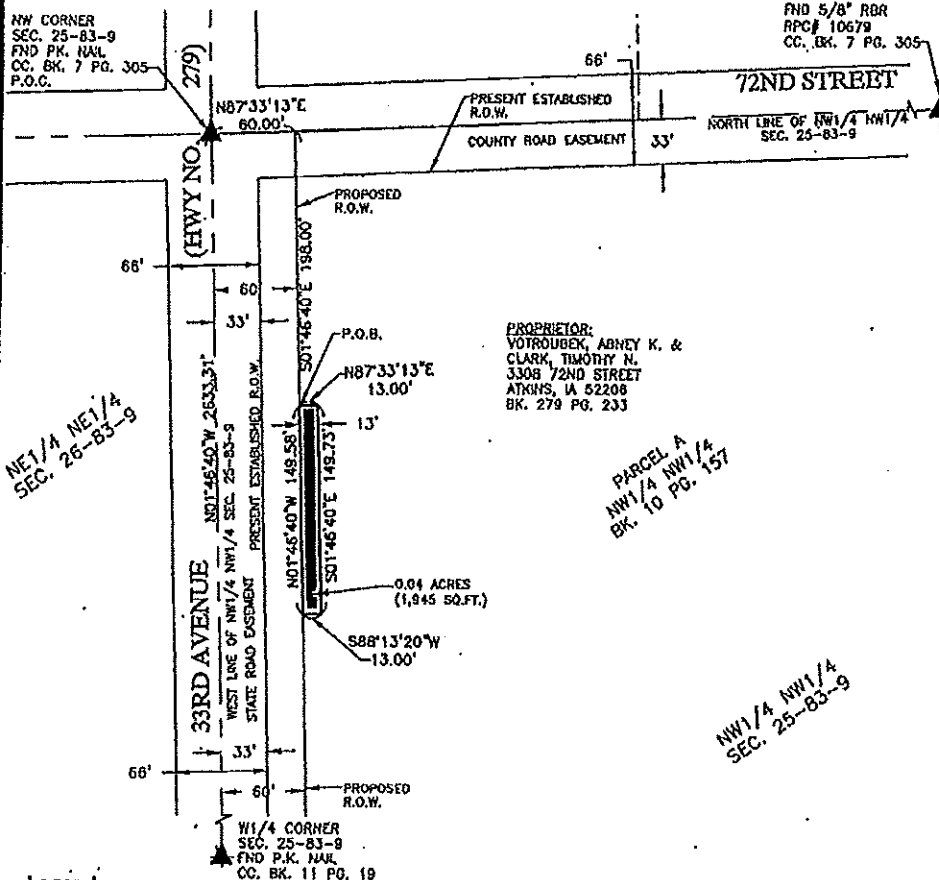 NW CORNER
SEC. 25-83-9
FND PK. NAIL
CC. BK. 7 PG. 305
P.O.C.
FND 5/8" RBR
RPC# 10679
CC. BK. 7 PG. 305
66'
72ND STREET
N87°33'13"E
60.00'
PRESENT ESTABLISHED
R.O.W.
COUNTY ROAD EASEMENT
33'
NORTH LINE OF NW1/4 NW1/4
SEC. 25-83-9
(HWY NO. 279)
PROPOSED
R.O.W.
S01°46'40"E 198.00'
66'
60
33'
P.O.B.
N87°33'13"E
13.00'
13'
PROPRIETOR:
VOTROUBEK, ABNEY K. &
CLARK, TIMOTHY N.
3308 72ND STREET
ATKINS, IA 52206
BK. 279 PG. 233
NE1/4 NE1/4
SEC. 26-83-9
N01°46'40"W 2633.31'
WEST LINE OF NW1/4 NW1/4 SEC. 25-83-9
STATE ROAD EASEMENT
PRESENT ESTABLISHED R.O.W.
N01°46'40"W 149.58'
S01°46'40"E 149.73'
PARCEL A
NW1/4 NW1/4
BK. 10 PG. 157
0.04 ACRES
(1,945 SQ.FT.)
S88°13'20"W
13.00'
33RD AVENUE
NW1/4 NW1/4
SEC. 25-83-9
33'
66'
60'
PROPOSED
R.O.W.
W1/4 CORNER
SEC. 25-83-9
FND P.K. NAIL
CC. BK. 11 PG. 19